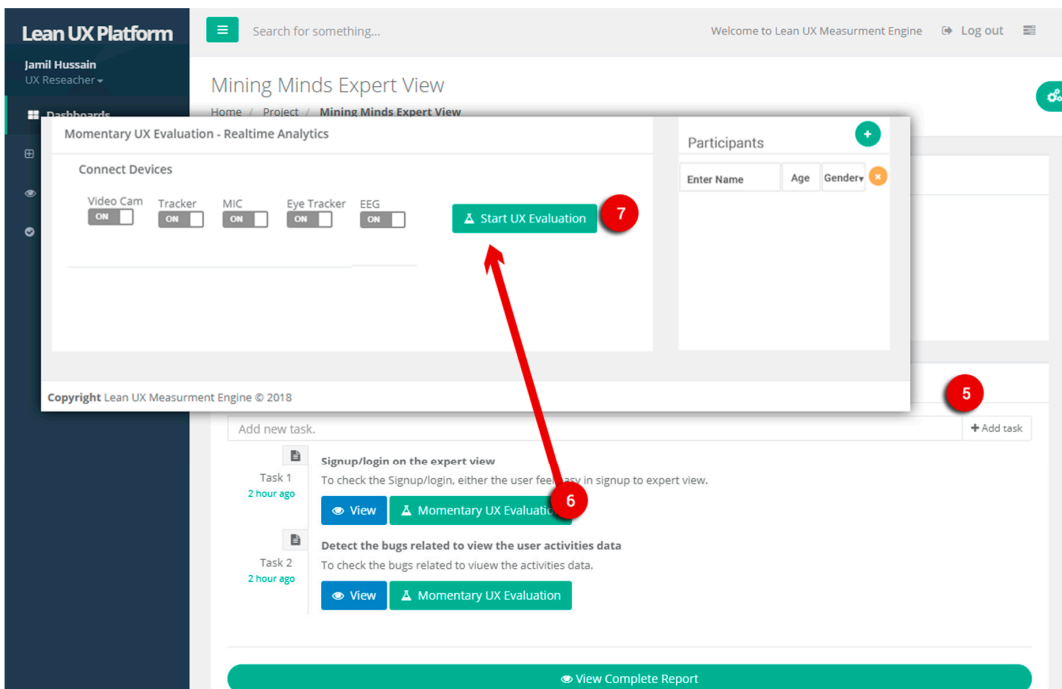 Lean UX Platform
Search for something...
Welcome to Lean UX Measurment Engine
Log out
Jamil Hussain
UX Reseacher
Mining Minds Expert View
Home / Project / Mining Minds Expert View
Dashboards
Momentary UX Evaluation - Realtime Analytics
Connect Devices
Video Cam Tracker MIC Eye Tracker EEG
ON ON ON ON ON
Start UX Evaluation
7
Participants
+
Enter Name Age Gender
Copyright Lean UX Measurment Engine © 2018
5
Add new task.
+ Add task
Task 1
2 hour ago
Signup/login on the expert view
To check the Signup/login, either the user feel easy in signup to expert view.
View
Momentary UX Evaluation
6
Task 2
2 hour ago
Detect the bugs related to view the user activities data
To check the bugs related to viuew the activities data.
View
Momentary UX Evaluation
View Complete Report